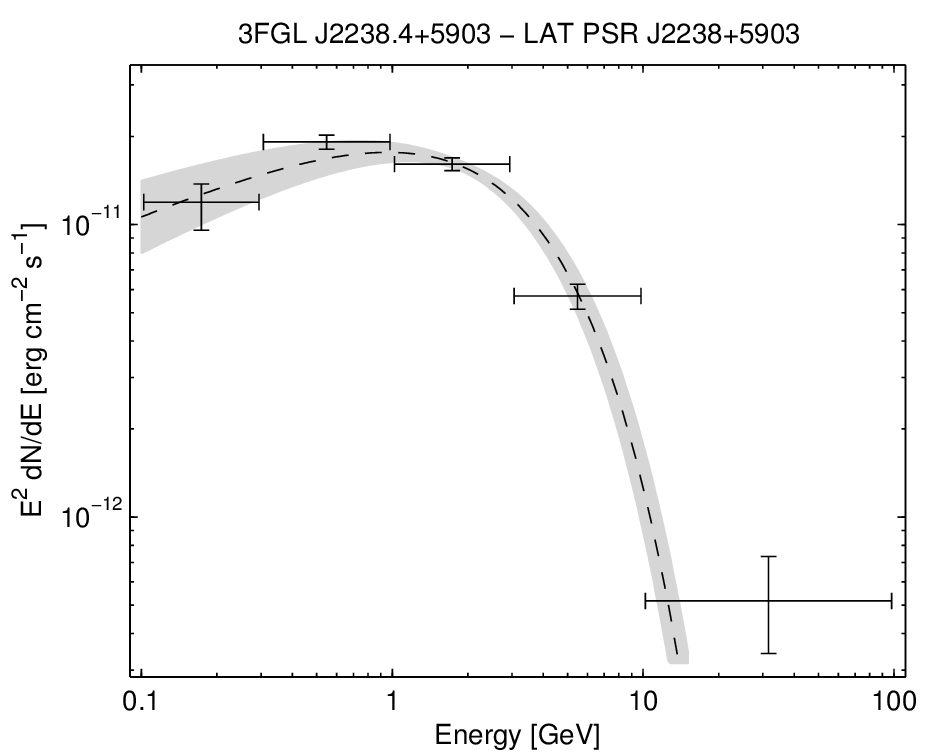 3FGL J2238.4+5903 − LAT PSR J2238+5903
E² dN/dE [erg cm⁻² s⁻¹]
10⁻¹¹
10⁻¹²
0.1 1 10 100
Energy [GeV]